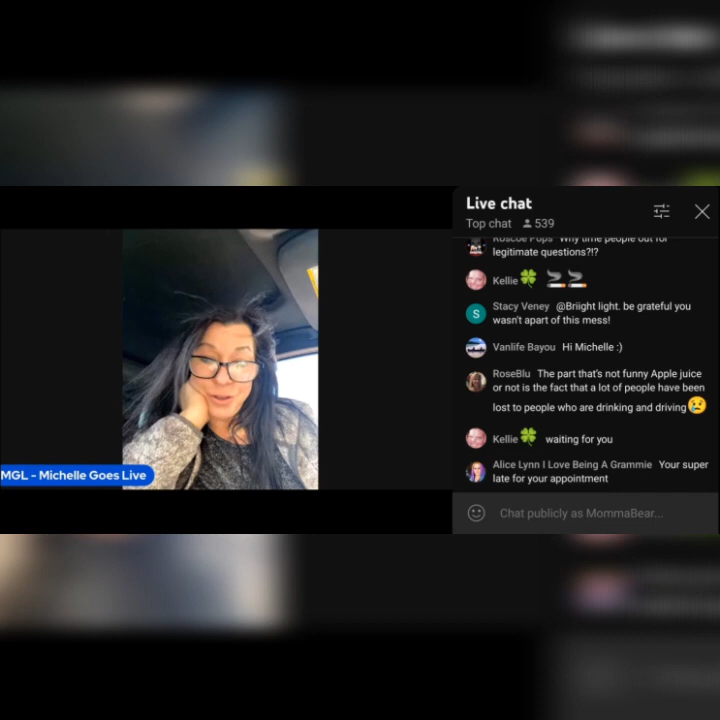 Live chat
Top chat 539
Roscoe Pops Why time people out for
legitimate questions?!?
Kellie🍀 🚬🚬
S
Stacy Veney @Briight light. be grateful you
wasn't apart of this mess!
Vanlife Bayou Hi Michelle :)
RoseBlu The part that's not funny Apple juice
or not is the fact that a lot of people have been
lost to people who are drinking and driving😢
Kellie🍀 waiting for you
Alice Lynn I Love Being A Grammie Your super
late for your appointment
MGL - Michelle Goes Live
Chat publicly as MommaBear...